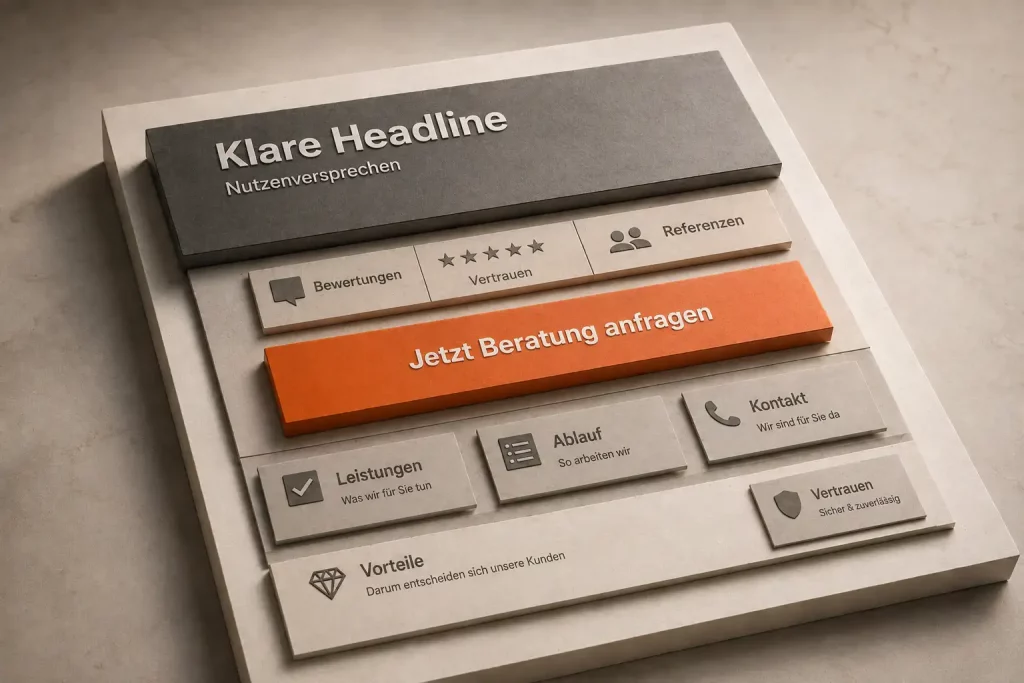 Klare Headline
Nutzenversprechen
Bewertungen
Vertrauen
Referenzen
Jetzt Beratung anfragen
Leistungen
Was wir für Sie tun
Ablauf
So arbeiten wir
Kontakt
Wir sind für Sie da
Vorteile
Darum entscheiden sich unsere Kunden
Vertrauen
Sicher & zuverlässig